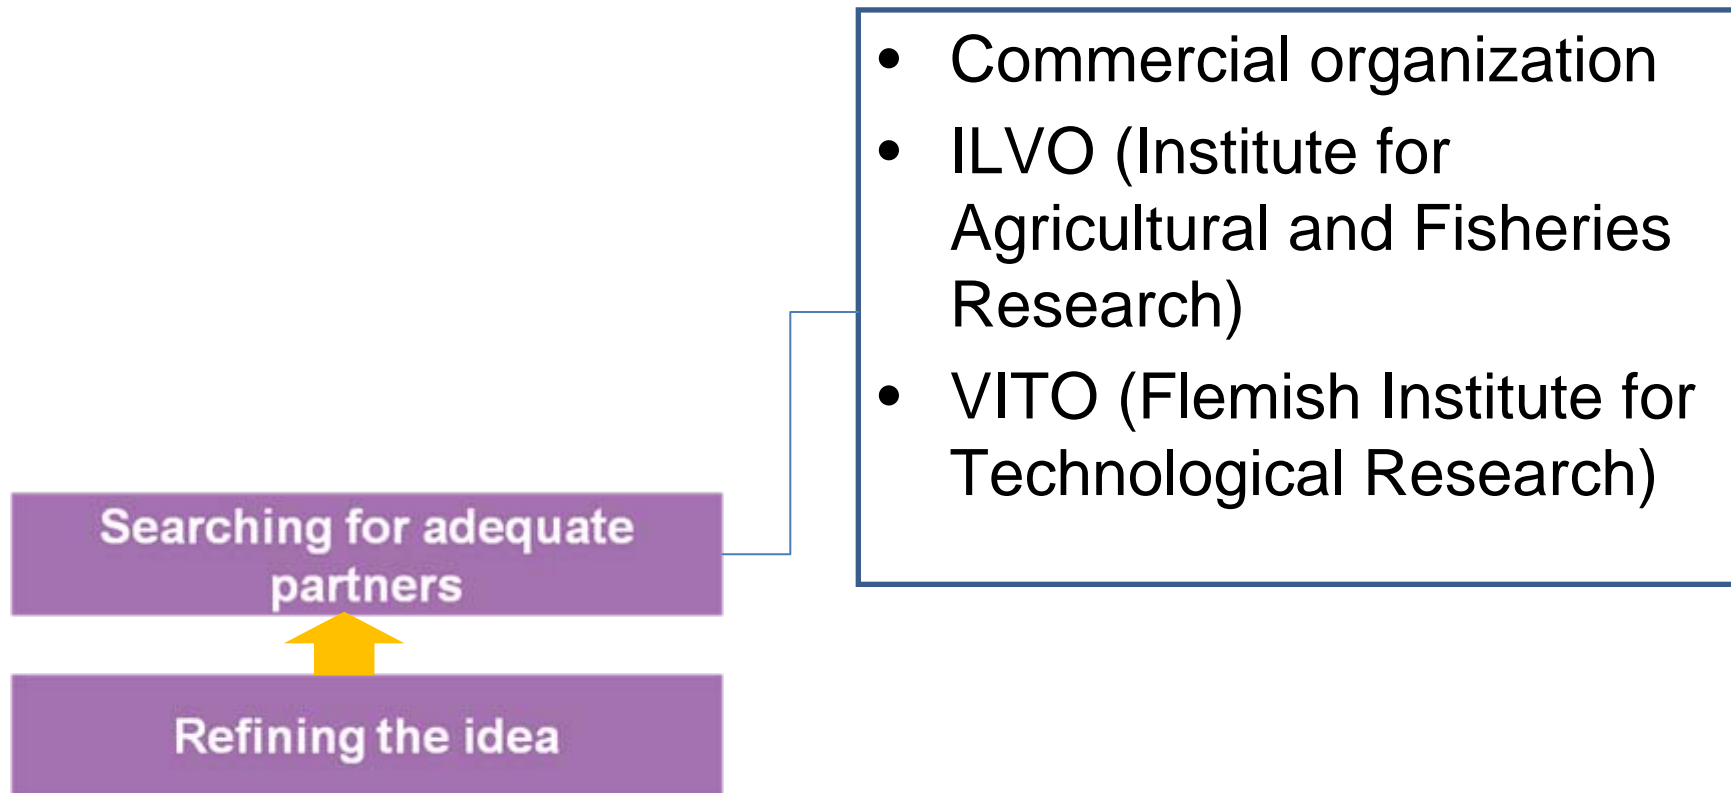 • Commercial organization
• ILVO (Institute for
Agricultural and Fisheries
Research)
• VITO (Flemish Institute for
Technological Research)
Searching for adequate
partners
Refining the idea